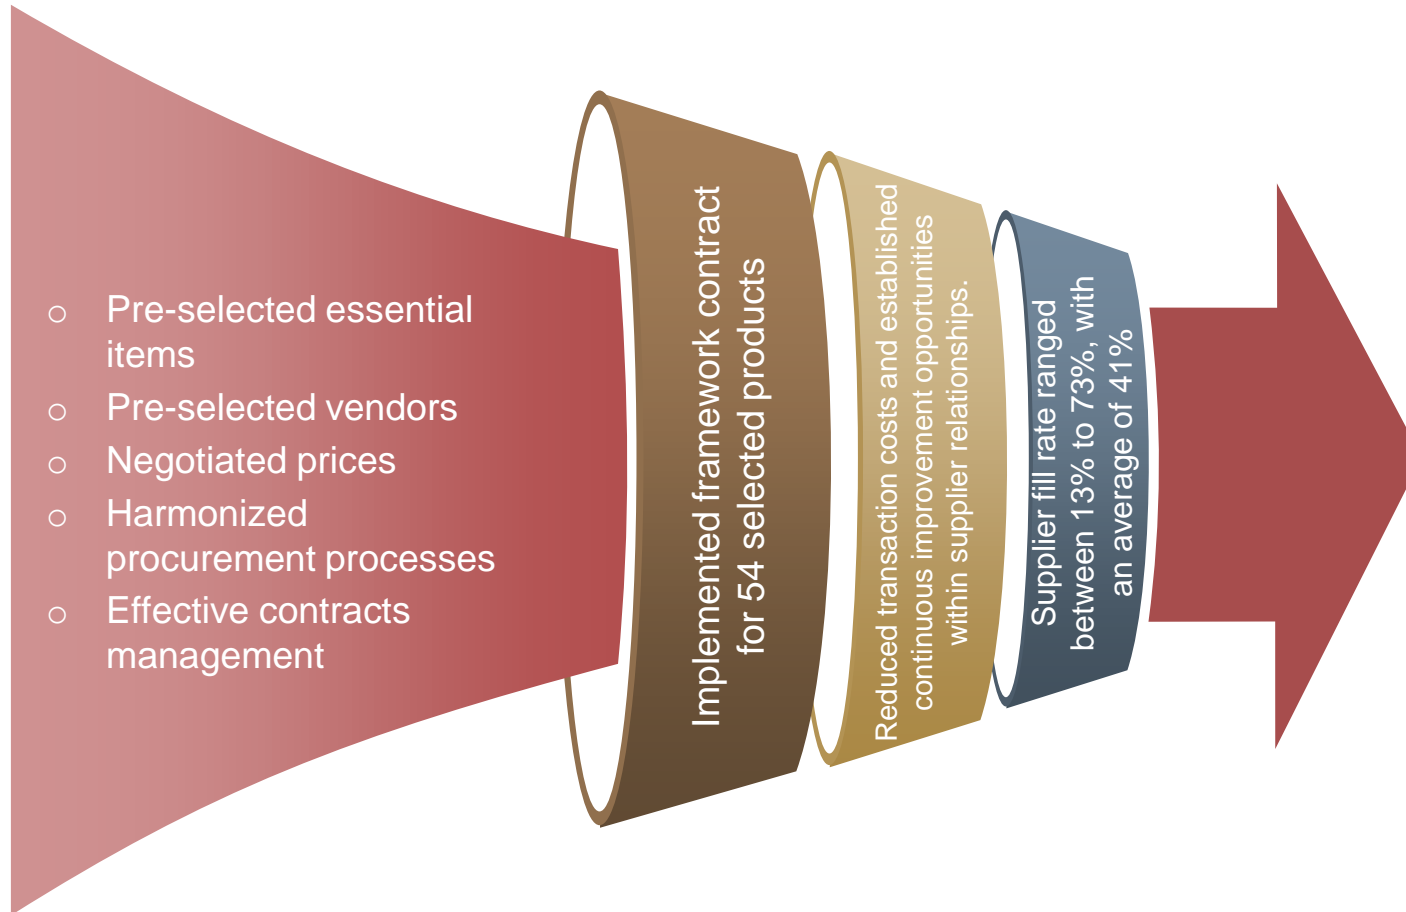 ○ Pre-selected essential
items
○ Pre-selected vendors
○ Negotiated prices
○ Harmonized
procurement processes
○ Effective contracts
management
Implemented framework contract
for 54 selected products
Reduced transaction costs and established
continuous improvement opportunities
within supplier relationships.
Supplier fill rate ranged
between 13% to 73%, with
an average of 41%